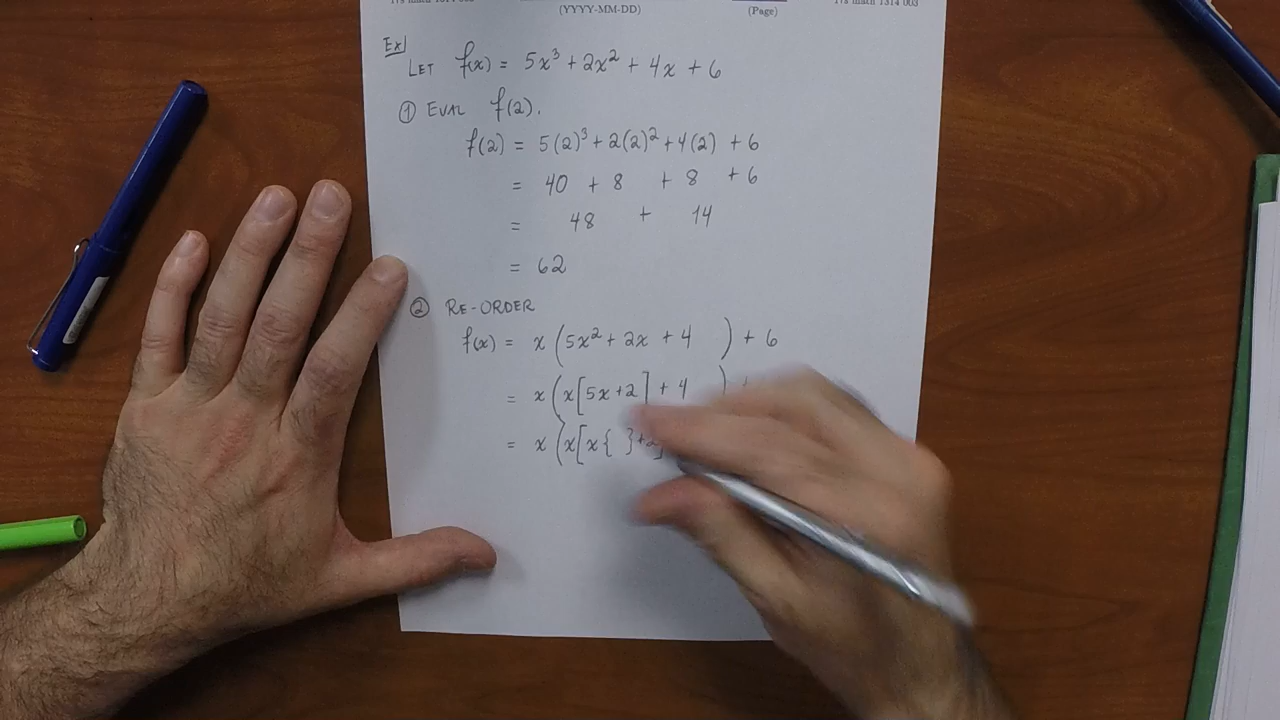 (YYYY-MM-DD)
(Page)
Ex
LET f(x) = 5x³ + 2x² + 4x + 6
① EVAL f(2).
f(2) = 5(2)³ + 2(2)² + 4(2) + 6
= 40 + 8 + 8 + 6
= 48 + 14
= 62
② RE-ORDER
f(x) = x (5x² + 2x + 4 ) + 6
= x (x[5x+2] + 4 ) +
= x (x[x{ }+2]